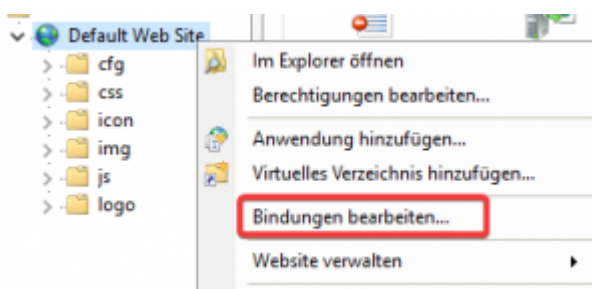 Default Web Site
cfg
css
icon
img
js
logo
Im Explorer öffnen
Berechtigungen bearbeiten...
Anwendung hinzufügen...
Virtuelles Verzeichnis hinzufügen...
Bindungen bearbeiten...
Website verwalten